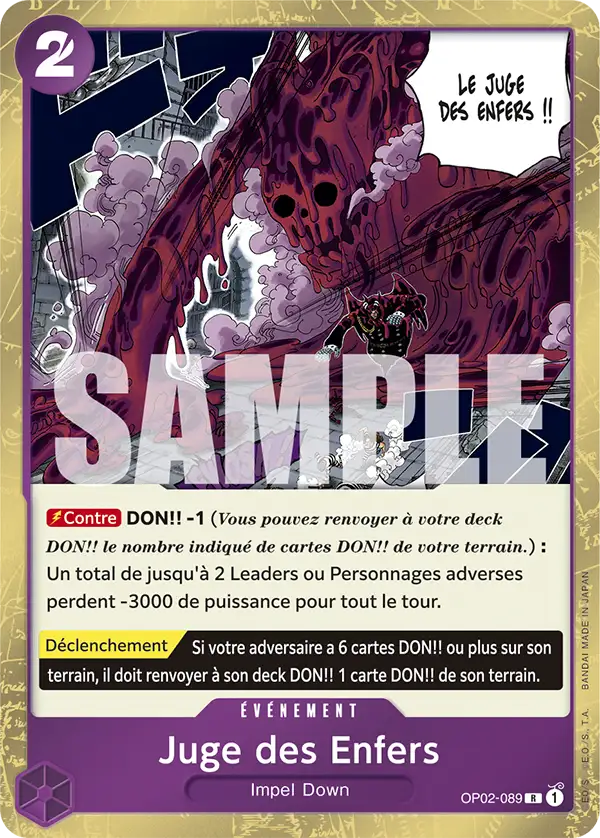 2
LE JUGE
DES ENFERS !!
SAMPLE
Contre DON!! -1 (Vous pouvez renvoyer à votre deck
DON!! le nombre indiqué de cartes DON!! de votre terrain.) :
Un total de jusqu'à 2 Leaders ou Personnages adverses
perdent -3000 de puissance pour tout le tour.
Déclenchement Si votre adversaire a 6 cartes DON!! ou plus sur son
terrain, il doit renvoyer à son deck DON!! 1 carte DON!! de son terrain.
ÉVÉNEMENT
Juge des Enfers
Impel Down
OP02-089 R 1
E.O./S. ©E.O./S., T.A. BANDAI MADE IN JAPAN